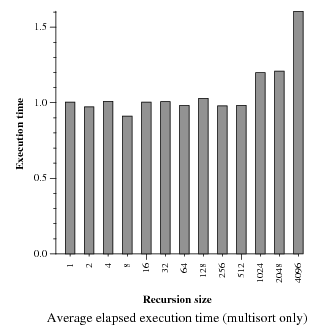 Execution time
1.5
1.0
0.5
0.0
1 2 4 8 16 32 64 128 256 512 1024 2048 4096
Recursion size
Average elapsed execution time (multisort only)